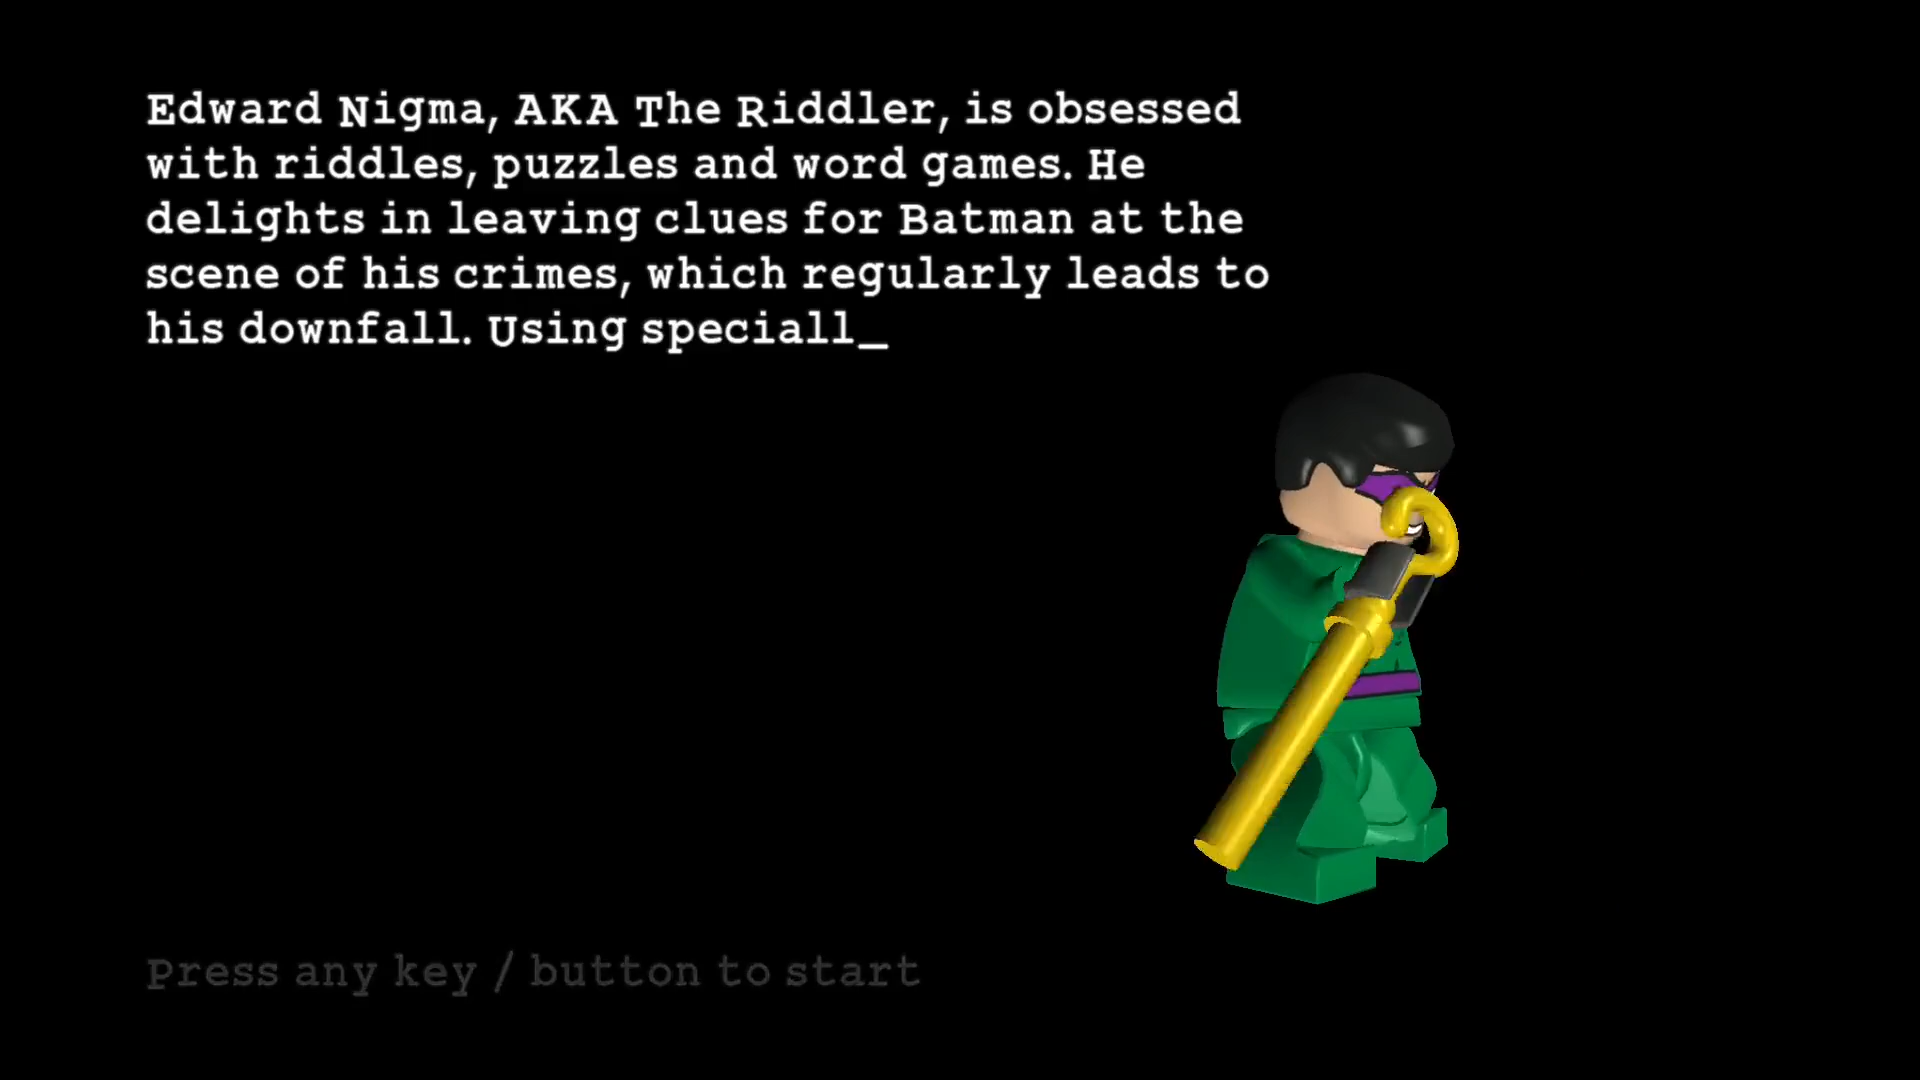 Edward Nigma, AKA The Riddler, is obsessed
with riddles, puzzles and word games. He
delights in leaving clues for Batman at the
scene of his crimes, which regularly leads to
his downfall. Using speciall_
Press any key / button to start